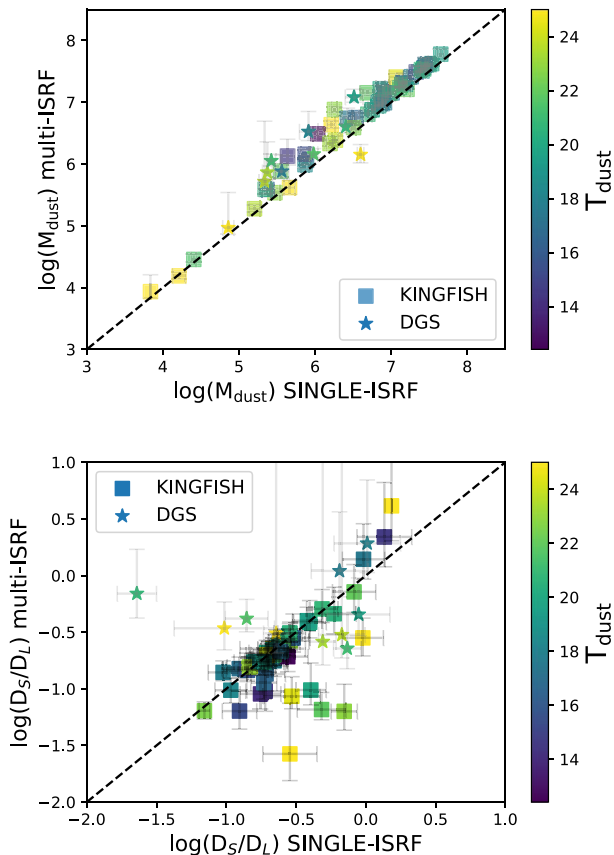 8
7
6
5
4
3
log(M_dust) multi-ISRF
KINGFISH
DGS
3 4 5 6 7 8
log(M_dust) SINGLE-ISRF
24
22
20
18
16
14
T̅_dust
1.0
0.5
0.0
−0.5
−1.0
−1.5
−2.0
log(D_S/D_L) multi-ISRF
KINGFISH
DGS
−2.0 −1.5 −1.0 −0.5 0.0 0.5 1.0
log(D_S/D_L) SINGLE-ISRF
24
22
20
18
16
14
T̅_dust